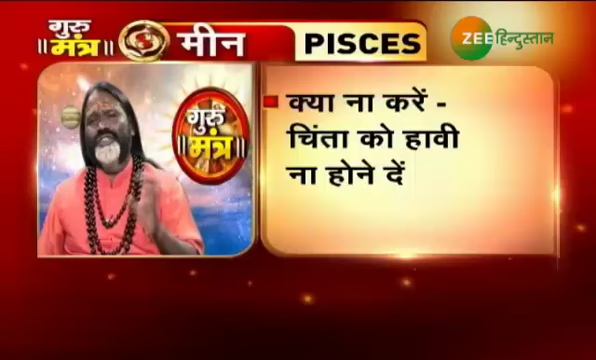 गुरु
॥ मंत्र ॥
मीन
PISCES
ZEE हिन्दुस्तान
गुरु
॥ मंत्र ॥
क्या ना करें -
चिंता को हावी
ना होने दें